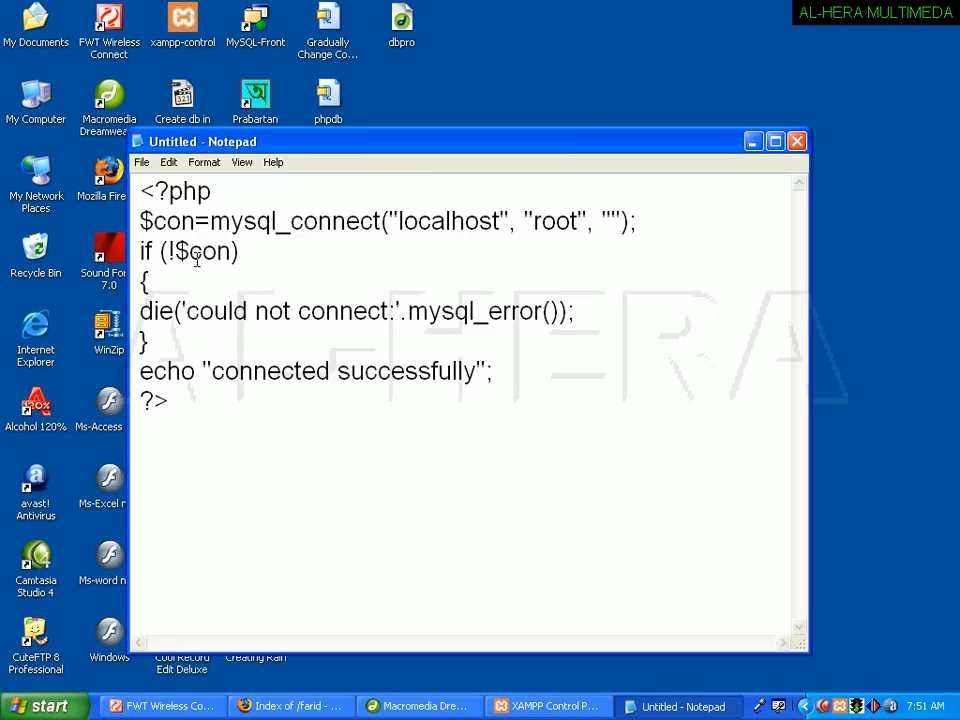 AL-HERA MULTIMEDA
My Documents
FWT Wireless
Connect
xampp-control
MySQL-Front
Gradually
Change Co...
dbpro
My Computer
Macromedia
Dreamwea
Create db in
Prabartan
phpdb
Untitled - Notepad
File Edit Format View Help
<?php
$con=mysql_connect("localhost", "root", "");
if (!$con)
{
die('could not connect:'.mysql_error());
}
echo "connected successfully";
?>
AL-HERA
My Network
Places
Mozilla Fire
Recycle Bin
Sound For
7.0
Internet
Explorer
WinZip
Alcohol 120%
Ms-Access
avast!
Antivirus
Ms-Excel n
Camtasia
Studio 4
Ms-word n
CuteFTP 8
Professional
Windows
Cool Record
Edit Deluxe
Creating Rain
start
FWT Wireless Co...
Index of /farid - ...
Macromedia Dre...
XAMPP Control P...
Untitled - Notepad
7:51 AM